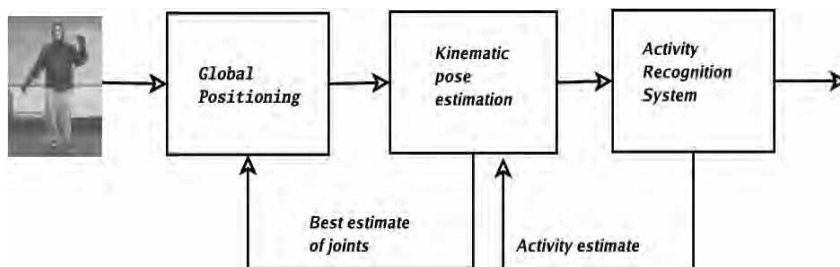 Global
Positioning
Kinematic
pose
estimation
Activity
Recognition
System
Best estimate
of joints
Activity estimate